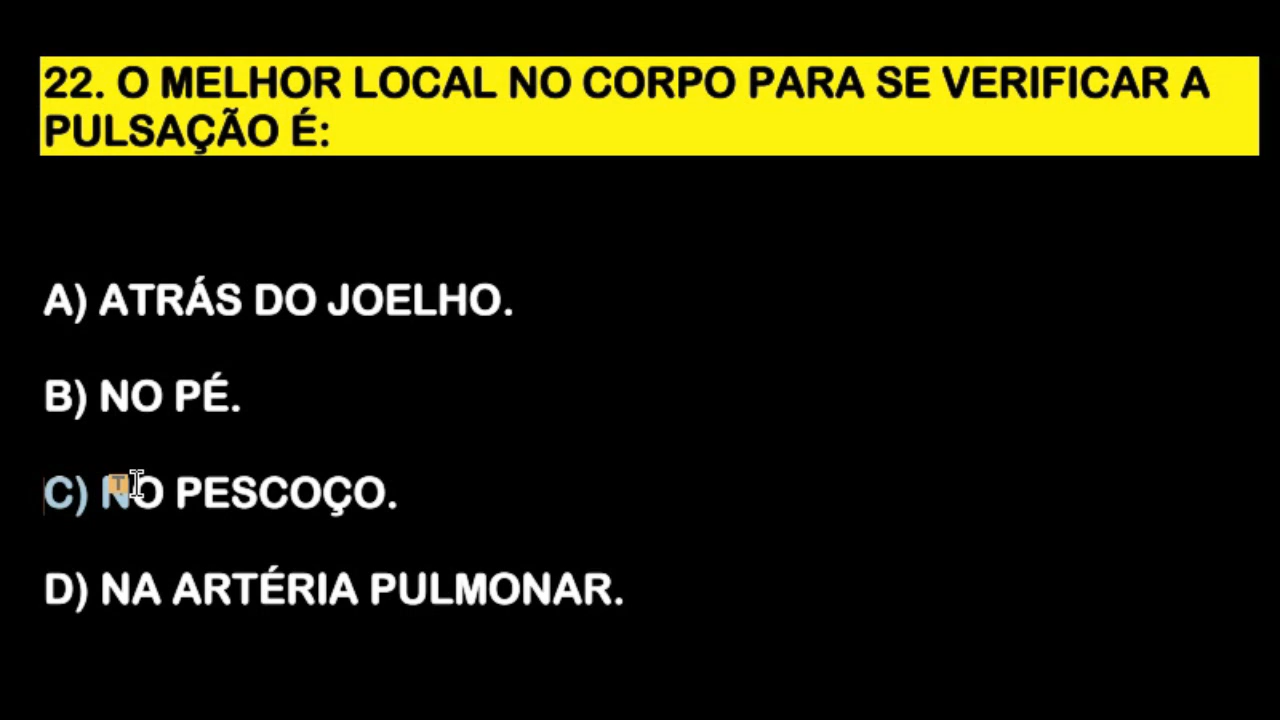 22. O MELHOR LOCAL NO CORPO PARA SE VERIFICAR A
PULSAÇÃO É:
A) ATRÁS DO JOELHO.
B) NO PÉ.
C) NO PESCOÇO.
D) NA ARTÉRIA PULMONAR.